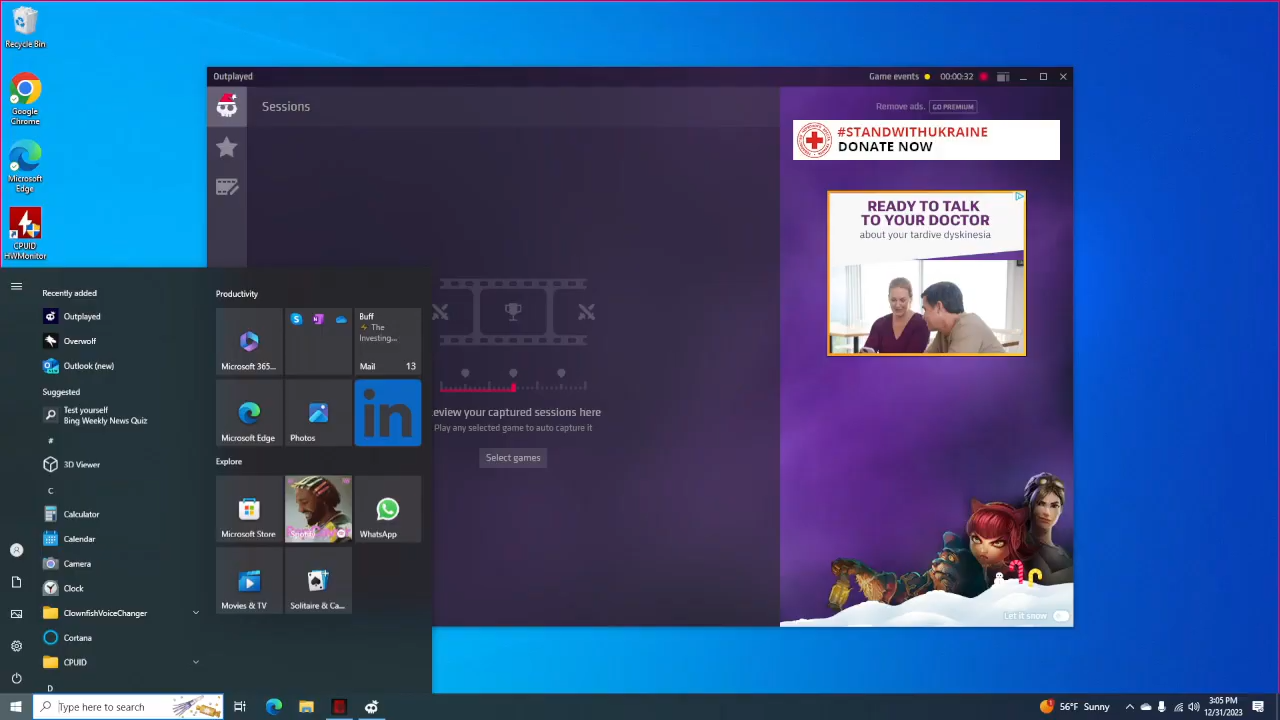 Recycle Bin
Google
Chrome
Microsoft
Edge
CPUID
HWMonitor
Outplayed
Game events
00:00:32
Sessions
Remove ads.
GO PREMIUM
#STANDWITHUKRAINE
DONATE NOW
READY TO TALK
TO YOUR DOCTOR
about your tardive dyskinesia
eview your captured sessions here
Play any selected game to auto capture it
Select games
Let it snow
Recently added
Outplayed
Overwolf
Outlook (new)
Suggested
Test yourself
Bing Weekly News Quiz
#
3D Viewer
C
Calculator
Calendar
Camera
Clock
ClownfishVoiceChanger
Cortana
CPUID
D
Productivity
Microsoft 365...
Buff
The
Investing...
Mail 13
Microsoft Edge
Photos
in
Explore
Microsoft Store
Spotify
WhatsApp
Movies & TV
Solitaire & Ca...
Type here to search
56°F Sunny
3:05 PM
12/31/2023